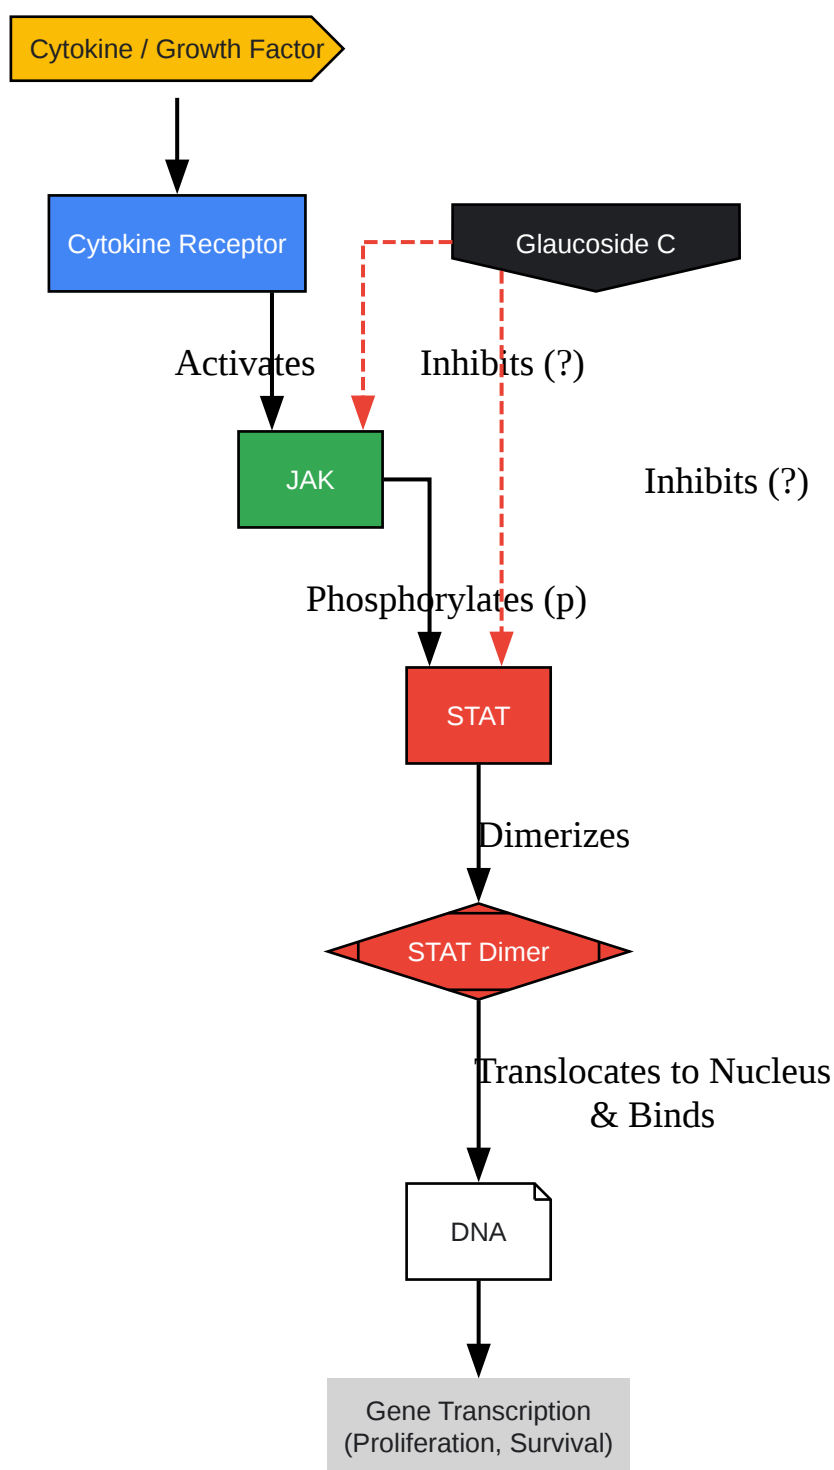 Cytokine / Growth Factor
Cytokine Receptor
Glaucoside C
Activates
Inhibits (?)
JAK
Inhibits (?)
Phosphorylates (p)
STAT
Dimerizes
STAT Dimer
Translocates to Nucleus
& Binds
DNA
Gene Transcription
(Proliferation, Survival)